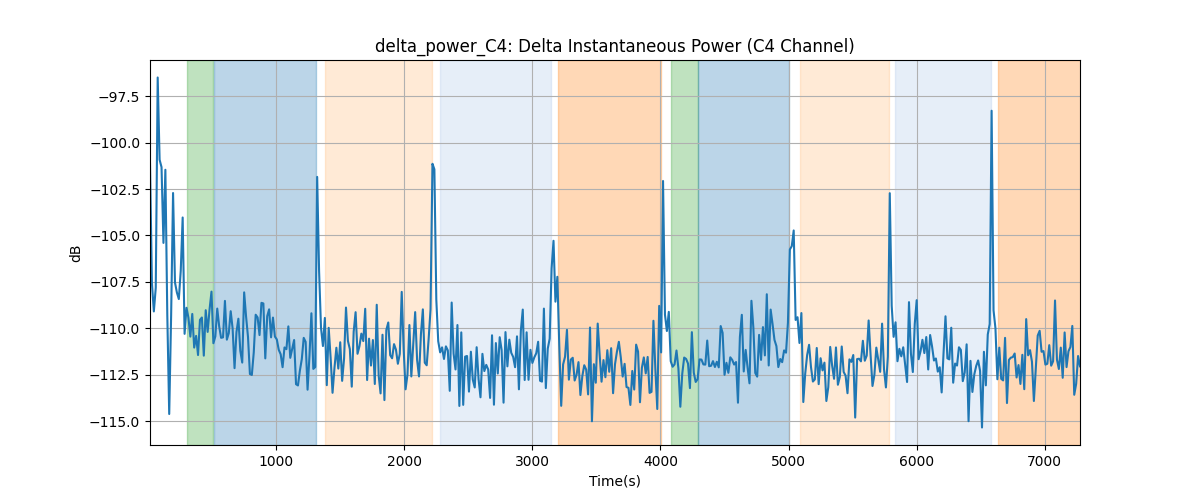 delta_power_C4: Delta Instantaneous Power (C4 Channel)
−97.5
−100.0
−102.5
−105.0
−107.5
−110.0
−112.5
−115.0
dB
1000 2000 3000 4000 5000 6000 7000
Time(s)